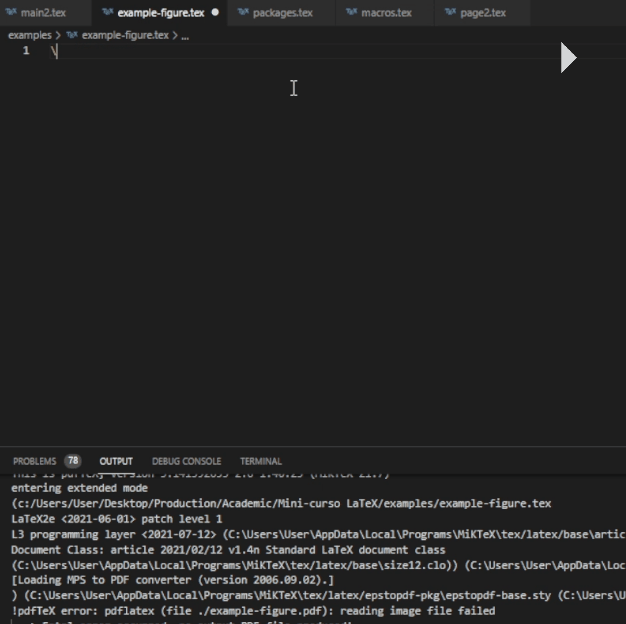 main2.tex example-figure.tex packages.tex macros.tex page2.tex
examples > example-figure.tex > ...
1 \
PROBLEMS 78 OUTPUT DEBUG CONSOLE TERMINAL
entering extended mode
(c:/Users/User/Desktop/Production/Academic/Mini-curso LaTeX/examples/example-figure.tex
LaTeX2e <2021-06-01> patch level 1
L3 programming layer <2021-07-12> (C:\Users\User\AppData\Local\Programs\MiKTeX\tex/latex/base\artic
Document Class: article 2021/02/12 v1.4n Standard LaTeX document class
(C:\Users\User\AppData\Local\Programs\MiKTeX\tex/latex/base\size12.clo)) (C:\Users\User\AppData\Loc
[Loading MPS to PDF converter (version 2006.09.02).]
) (C:\Users\User\AppData\Local\Programs\MiKTeX\tex/latex/epstopdf-pkg\epstopdf-base.sty (C:\Users\U
!pdfTeX error: pdflatex (file ./example-figure.pdf): reading image file failed